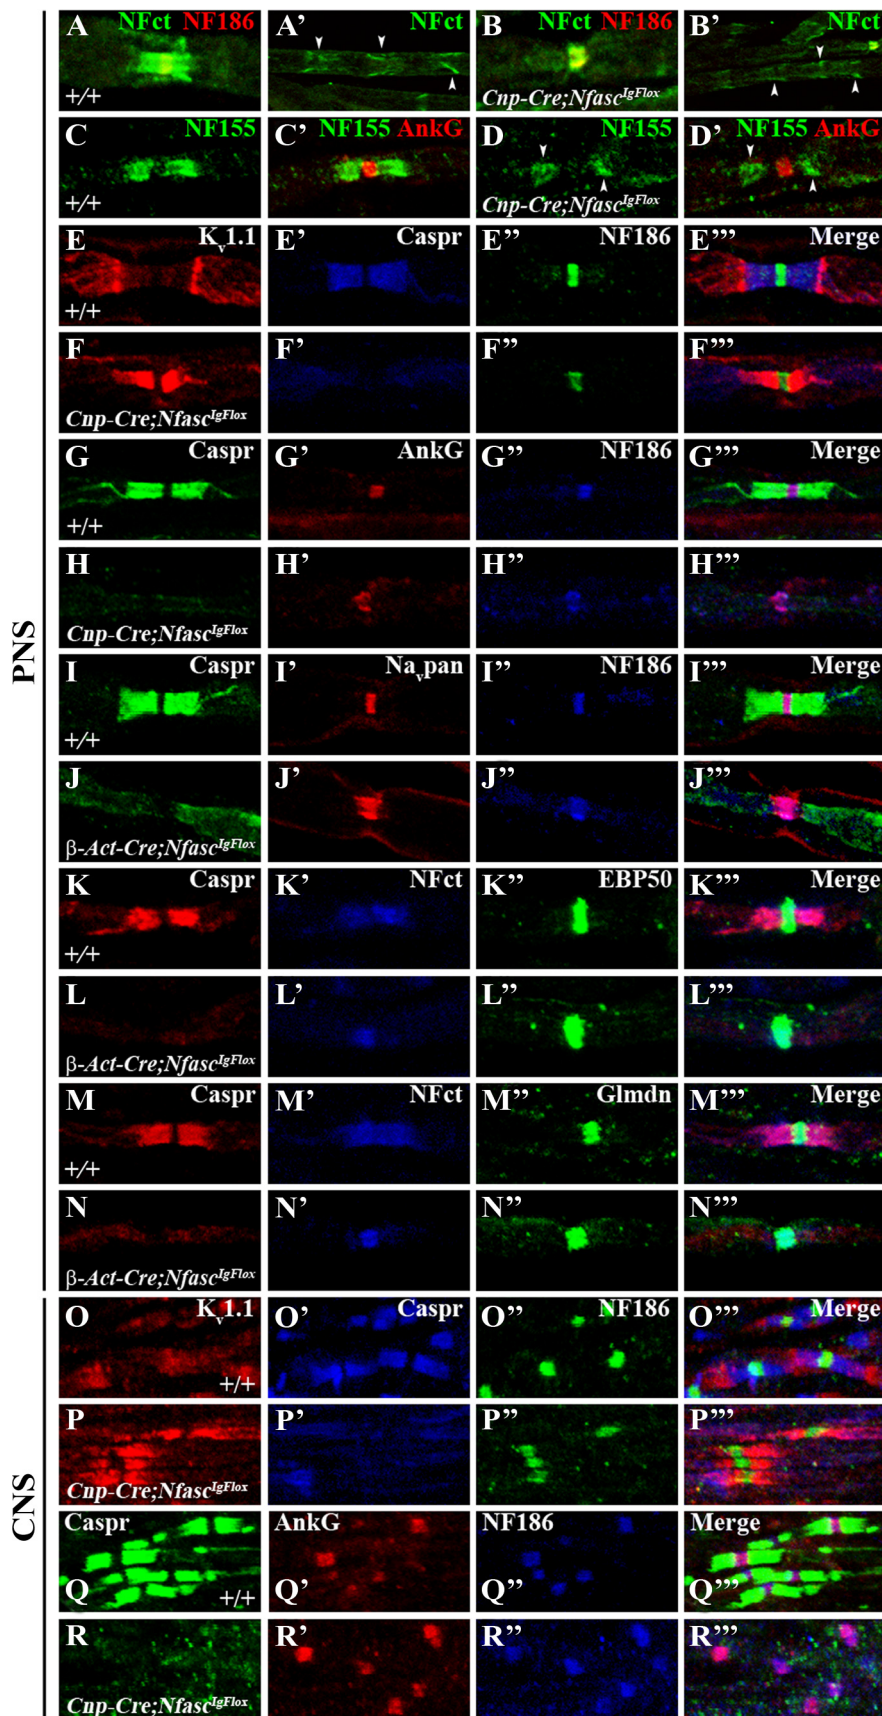 A NFct NF186 A’ NFct B NFct NF186 B’ NFct
+/+ Cnp-Cre;Nfasc^IgFlox
C NF155 C’ NF155 AnkG D NF155 D’ NF155 AnkG
+/+ Cnp-Cre;Nfasc^IgFlox
E Kv1.1 E’ Caspr E’’ NF186 E’’’ Merge
+/+
F F’ F’’ F’’’
Cnp-Cre;Nfasc^IgFlox
G Caspr G’ AnkG G’’ NF186 G’’’ Merge
+/+
H H’ H’’ H’’’
Cnp-Cre;Nfasc^IgFlox
PNS
I Caspr I’ Navpan I’’ NF186 I’’’ Merge
+/+
J J’ J’’ J’’’
β-Act-Cre;Nfasc^IgFlox
K Caspr K’ NFct K’’ EBP50 K’’’ Merge
+/+
L L’ L’’ L’’’
β-Act-Cre;Nfasc^IgFlox
M Caspr M’ NFct M’’ Glmdn M’’’ Merge
+/+
N N’ N’’ N’’’
β-Act-Cre;Nfasc^IgFlox
O Kv1.1 O’ Caspr O’’ NF186 O’’’ Merge
+/+
P P’ P’’ P’’’
Cnp-Cre;Nfasc^IgFlox
CNS
Caspr AnkG NF186 Merge
Q +/+ Q’ Q’’ Q’’’
R R’ R’’ R’’’
Cnp-Cre;Nfasc^IgFlox